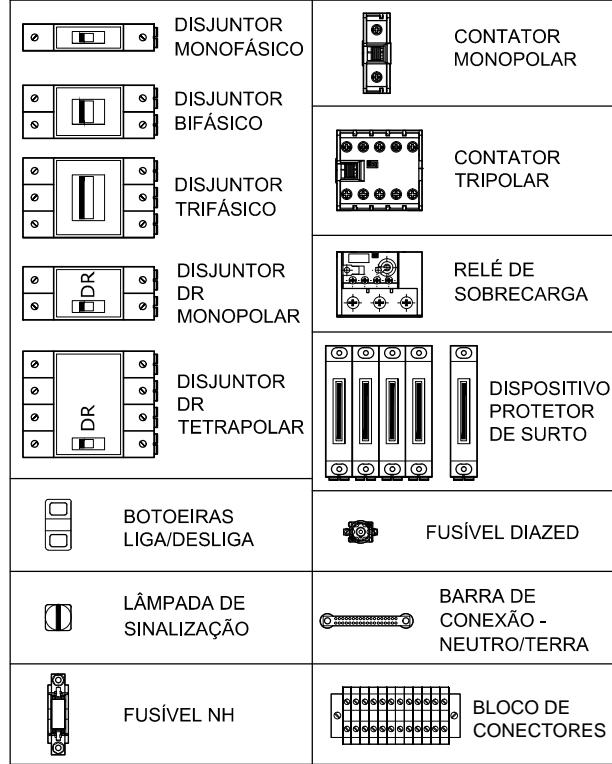 DISJUNTOR
MONOFÁSICO
DISJUNTOR
BIFÁSICO
DISJUNTOR
TRIFÁSICO
DR
DISJUNTOR
DR
MONOPOLAR
DR
DISJUNTOR
DR
TETRAPOLAR
BOTOEIRAS
LIGA/DESLIGA
LÂMPADA DE
SINALIZAÇÃO
FUSÍVEL NH
CONTATOR
MONOPOLAR
CONTATOR
TRIPOLAR
RELÉ DE
SOBRECARGA
DISPOSITIVO
PROTETOR
DE SURTO
FUSÍVEL DIAZED
BARRA DE
CONEXÃO -
NEUTRO/TERRA
BLOCO DE
CONECTORES